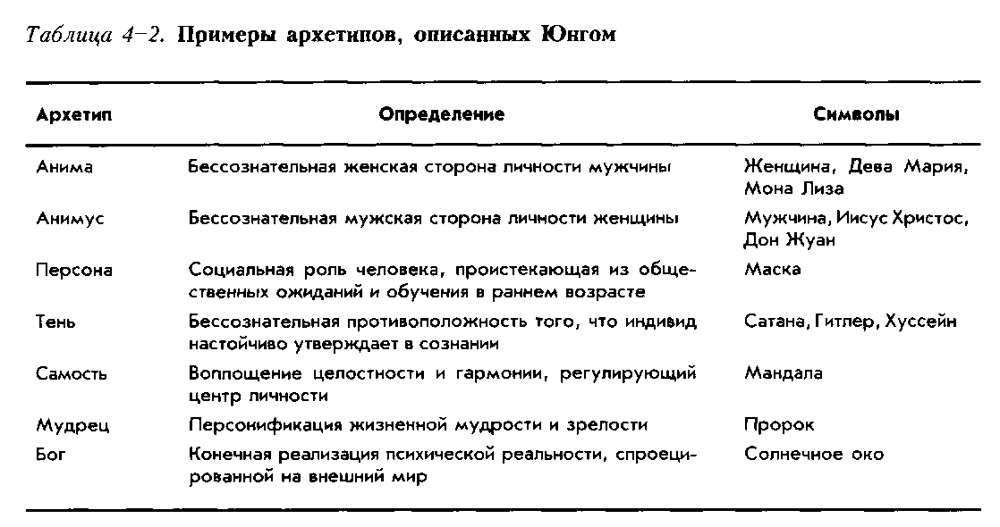 Таблица 4−2. Примеры архетипов, описанных Юнгом
Архетип Определение Символы
Анима Бессознательная женская сторона личности мужчины Женщина, Дева Мария,
Мона Лиза
Анимус Бессознательная мужская сторона личности женщины Мужчина, Иисус Христос,
Дон Жуан
Персона Социальная роль человека, проистекающая из обще- Маска
ственных ожиданий и обучения в раннем возрасте
Тень Бессознательная противоположность того, что индивид Сатана, Гитлер, Хуссейн
настойчиво утверждает в сознании
Самость Воплощение целостности и гармонии, регулирующий Мандала
центр личности
Мудрец Персонификация жизненной мудрости и зрелости Пророк
Бог Конечная реализация психической реальности, спроеци- Солнечное око
рованной на внешний мир